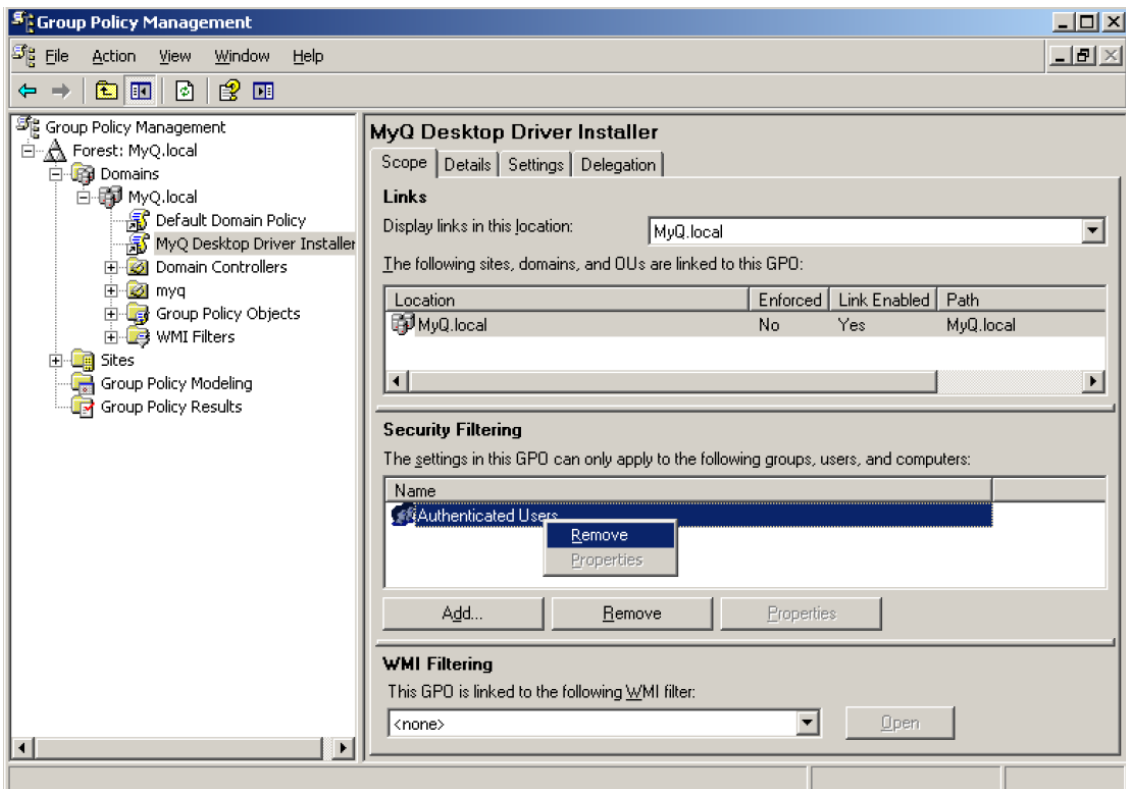 Group Policy Management
File Action View Window Help
Group Policy Management
Forest: MyQ.local
Domains
MyQ.local
Default Domain Policy
MyQ Desktop Driver Installer
Domain Controllers
myq
Group Policy Objects
WMI Filters
Sites
Group Policy Modeling
Group Policy Results
MyQ Desktop Driver Installer
Scope Details Settings Delegation
Links
Display links in this location: MyQ.local
The following sites, domains, and OUs are linked to this GPO:
Location Enforced Link Enabled Path
MyQ.local No Yes MyQ.local
Security Filtering
The settings in this GPO can only apply to the following groups, users, and computers:
Name
Authenticated Users
Remove
Properties
Add... Remove Properties
WMI Filtering
This GPO is linked to the following WMI filter:
<none> Open